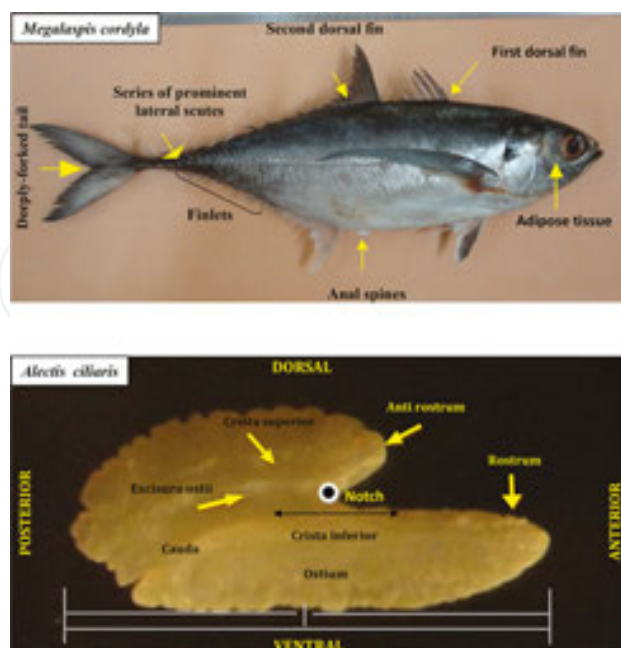 Megalaspis cordyla
Second dorsal fin
First dorsal fin
Series of prominent
lateral scutes
Deeply-forked tail
Finlets
Adipose tissue
Anal spines
Alectis ciliaris
DORSAL
Anti rostrum
Crista superior
Rostrum
Excisura ostii
Notch
POSTERIOR
ANTERIOR
Cauda
Crista inferior
Ostium
VENTRAL